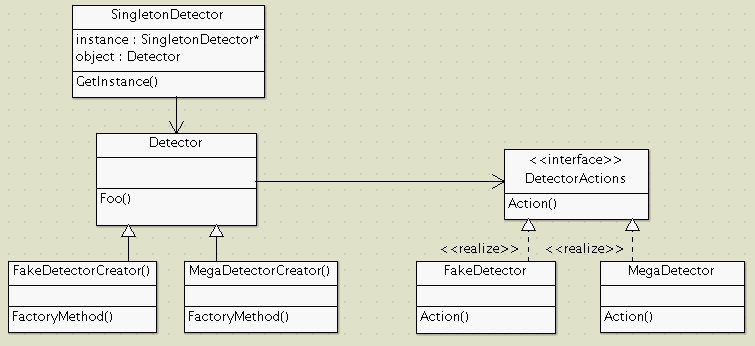 SingletonDetector
instance : SingletonDetector*
object : Detector
GetInstance()
Detector
Foo()
<<interface>>
DetectorActions
Action()
<<realize>> <<realize>>
FakeDetectorCreator()
FactoryMethod()
MegaDetectorCreator()
FactoryMethod()
FakeDetector
Action()
MegaDetector
Action()